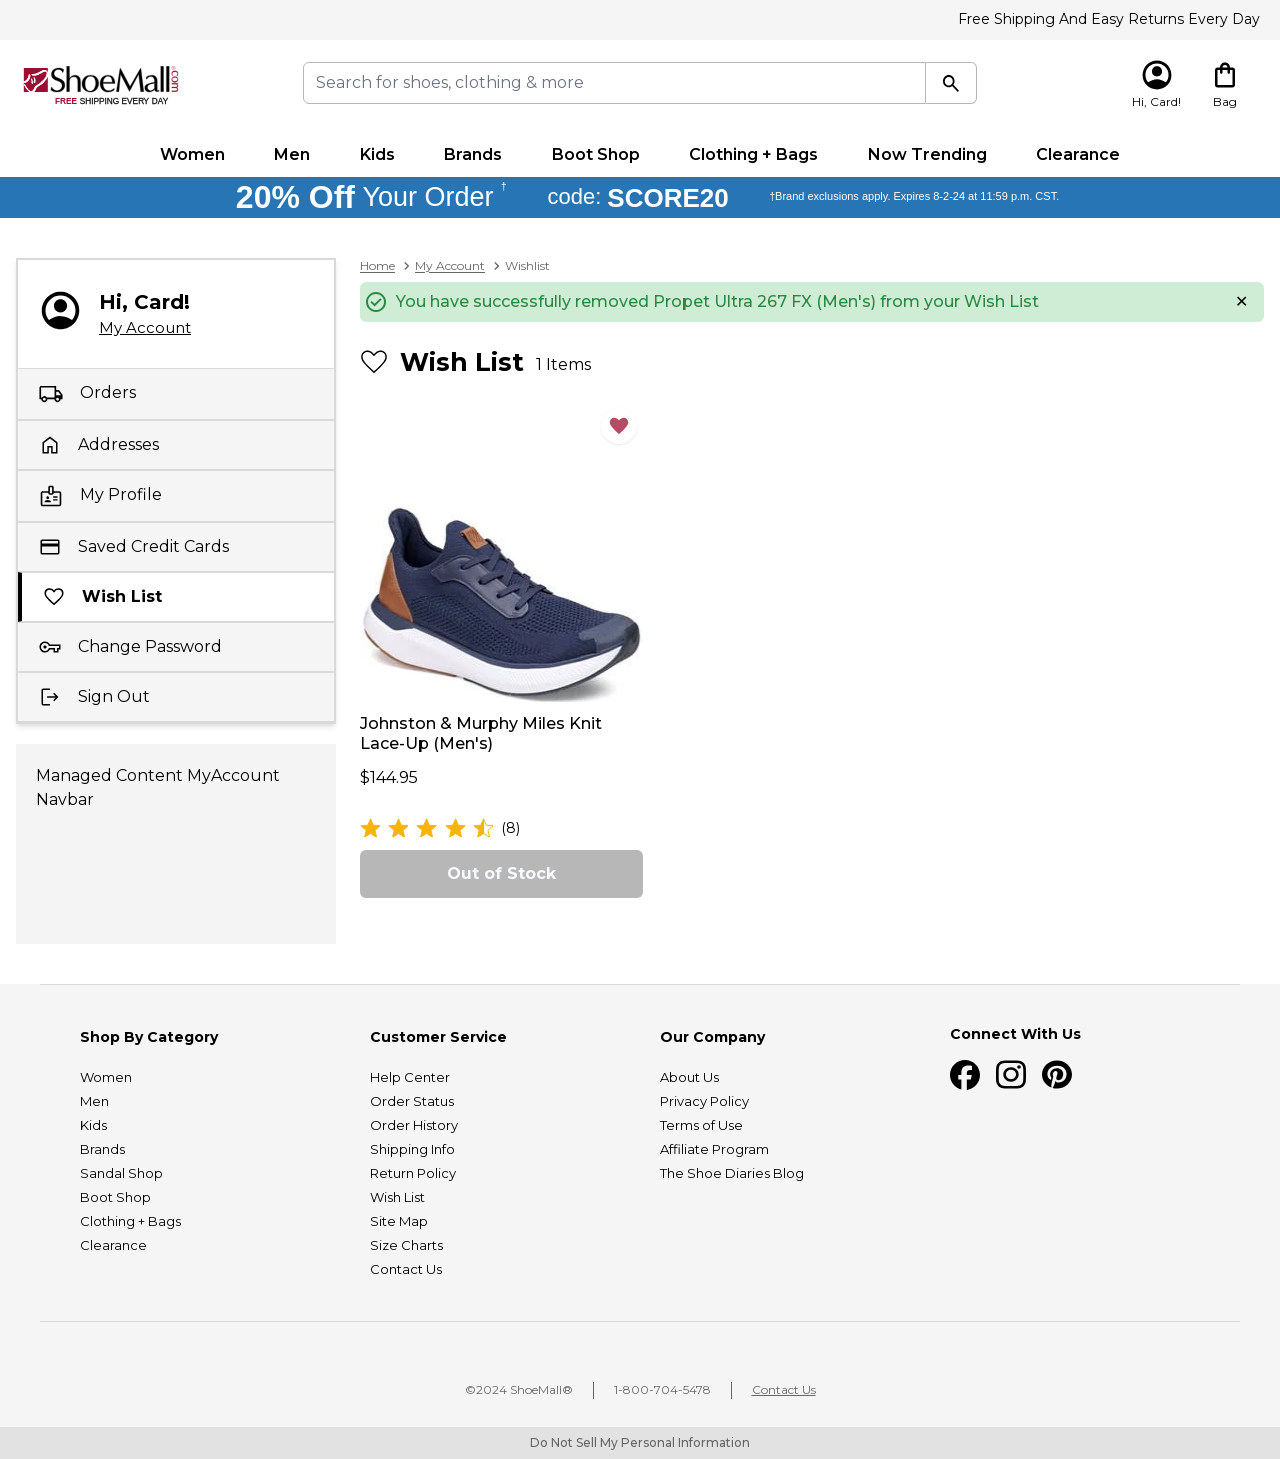 Free Shipping And Easy Returns Every Day
ShoeMall.com
FREE SHIPPING EVERY DAY
Search for shoes, clothing & more
Hi, Card!
Bag
Women
Men
Kids
Brands
Boot Shop
Clothing + Bags
Now Trending
Clearance
20% Off Your Order † code: SCORE20 †Brand exclusions apply. Expires 8-2-24 at 11:59 p.m. CST.
Hi, Card!
My Account
Orders
Addresses
My Profile
Saved Credit Cards
Wish List
Change Password
Sign Out
Managed Content MyAccount
Navbar
Home
My Account
Wishlist
You have successfully removed Propet Ultra 267 FX (Men's) from your Wish List
Wish List 1 Items
Johnston & Murphy Miles Knit
Lace-Up (Men's)
$144.95
(8)
Out of Stock
Shop By Category
Women
Men
Kids
Brands
Sandal Shop
Boot Shop
Clothing + Bags
Clearance
Customer Service
Help Center
Order Status
Order History
Shipping Info
Return Policy
Wish List
Site Map
Size Charts
Contact Us
Our Company
About Us
Privacy Policy
Terms of Use
Affiliate Program
The Shoe Diaries Blog
Connect With Us
©2024 ShoeMall®
1-800-704-5478
Contact Us
Do Not Sell My Personal Information